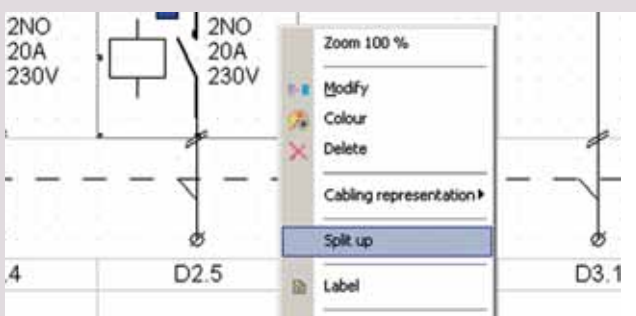 2NO
20A
230V
2NO
20A
230V
Zoom 100 %
Modify
Colour
Delete
Cabling representation
Split up
Label
.4
D2.5
D3.1